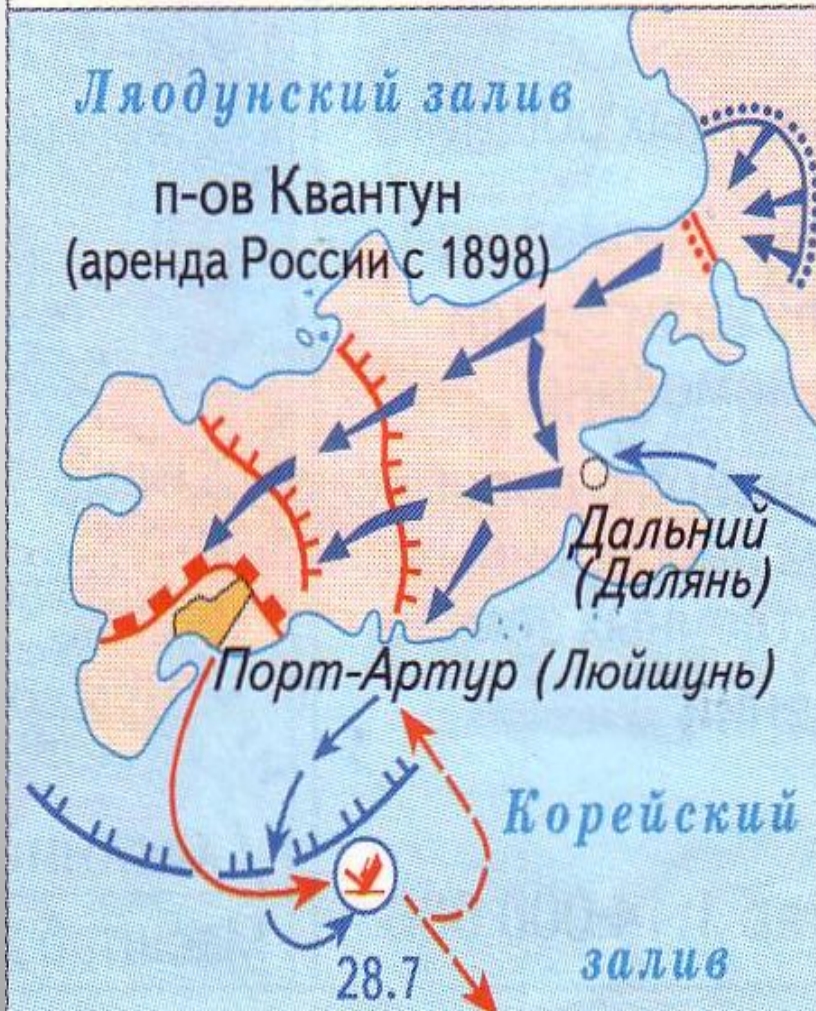 Ляодунский залив
п-ов Квантун
(аренда России с 1898)
Дальний
(Далянь)
Порт-Артур (Люйшунь)
Корейский
залив
28.7